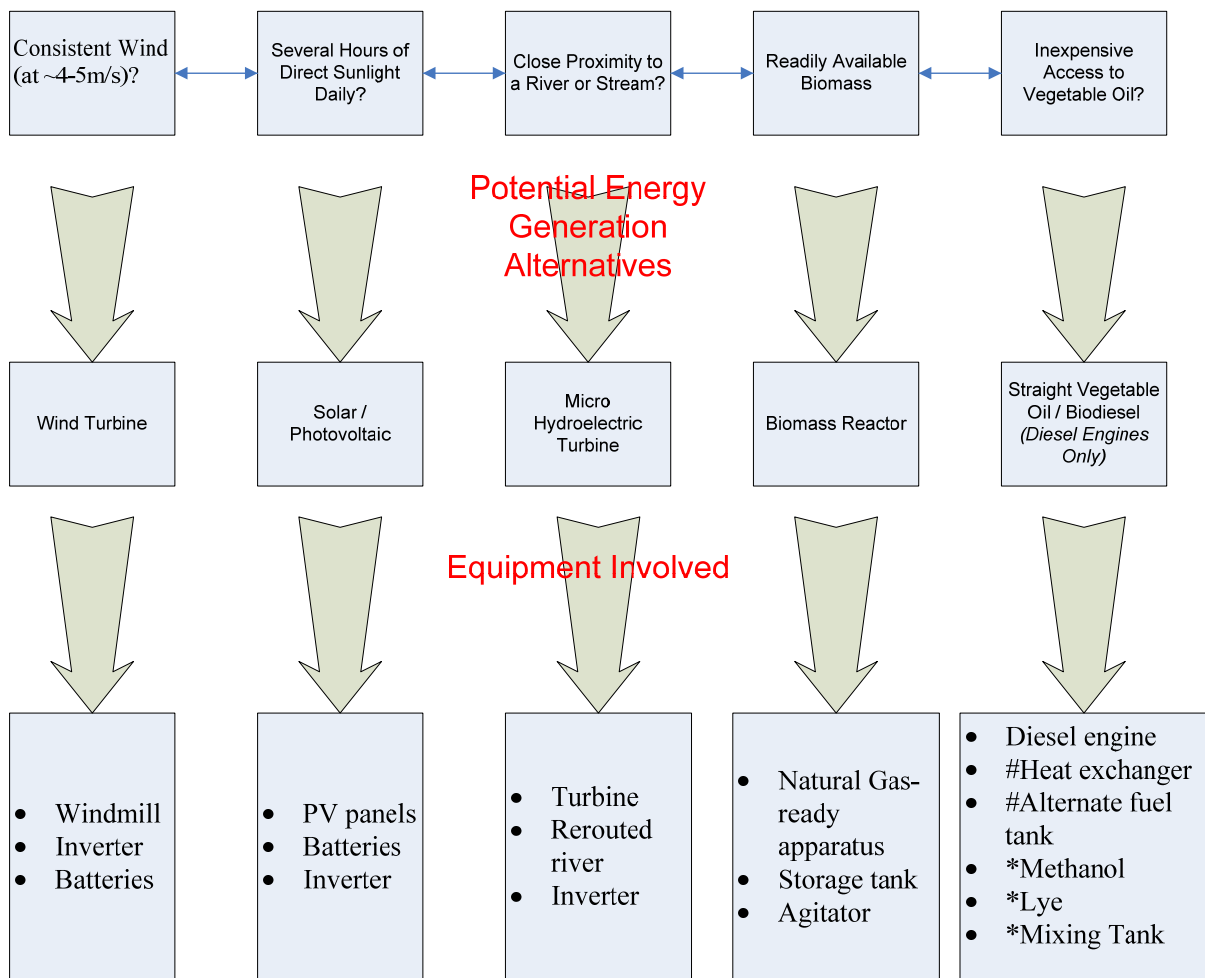 Consistent Wind
(at ~4-5m/s)?
Several Hours of
Direct Sunlight
Daily?
Close Proximity to
a River or Stream?
Readily Available
Biomass
Inexpensive
Access to
Vegetable Oil?
Potential Energy
Generation
Alternatives
Wind Turbine
Solar /
Photovoltaic
Micro
Hydroelectric
Turbine
Biomass Reactor
Straight Vegetable
Oil / Biodiesel
(Diesel Engines
Only)
Equipment Involved
• Windmill
• Inverter
• Batteries
• PV panels
• Batteries
• Inverter
• Turbine
• Rerouted
river
• Inverter
• Natural Gas-
ready
apparatus
• Storage tank
• Agitator
• Diesel engine
• #Heat exchanger
• #Alternate fuel
tank
• *Methanol
• *Lye
• *Mixing Tank